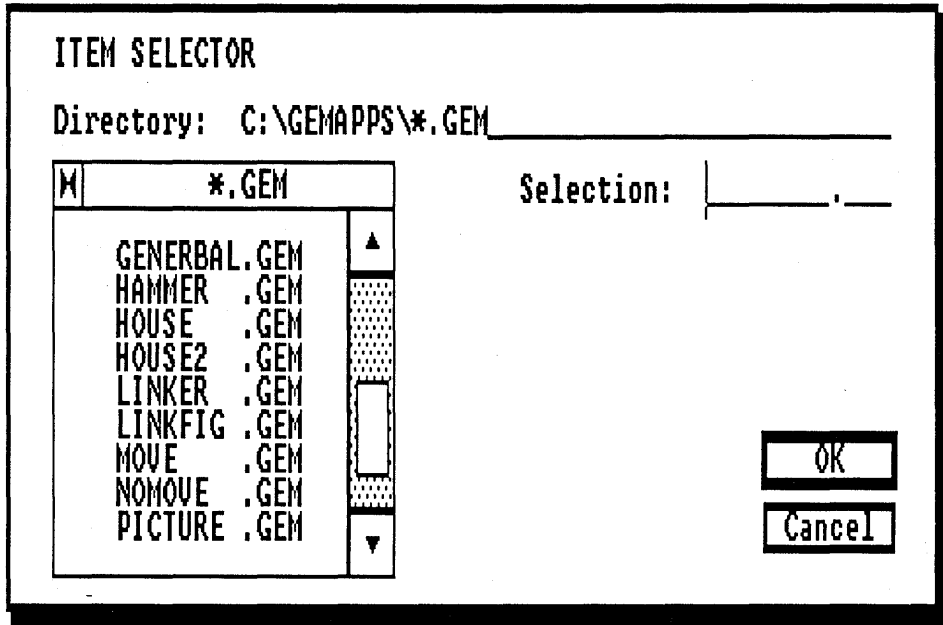 ITEM SELECTOR
Directory: C:\GEMAPPS\*.GEM
*.GEM
Selection: .
GENERBAL.GEM
HAMMER .GEM
HOUSE .GEM
HOUSE2 .GEM
LINKER .GEM
LINKFIG .GEM
MOVE .GEM
NOMOVE .GEM
PICTURE .GEM
OK
Cancel